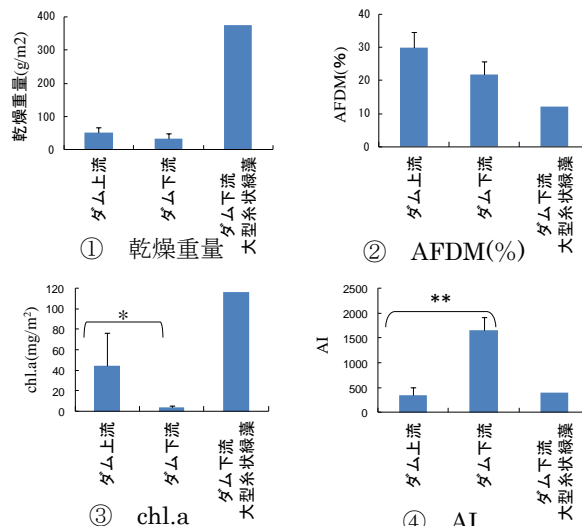 乾燥重量(g/m2)
400
300
200
100
0
ダム上流
ダム下流
ダム下流
大型糸状緑藻
① 乾燥重量
AFDM(%)
40
30
20
10
0
ダム上流
ダム下流
ダム下流
大型糸状緑藻
② AFDM(%)
chl.a(mg/m²)
120
100
80
60
40
20
0
*
ダム上流
ダム下流
ダム下流
大型糸状緑藻
③ chl.a
AI
2500
2000
1500
1000
500
0
**
ダム上流
ダム下流
ダム下流
大型糸状緑藻
④ AI